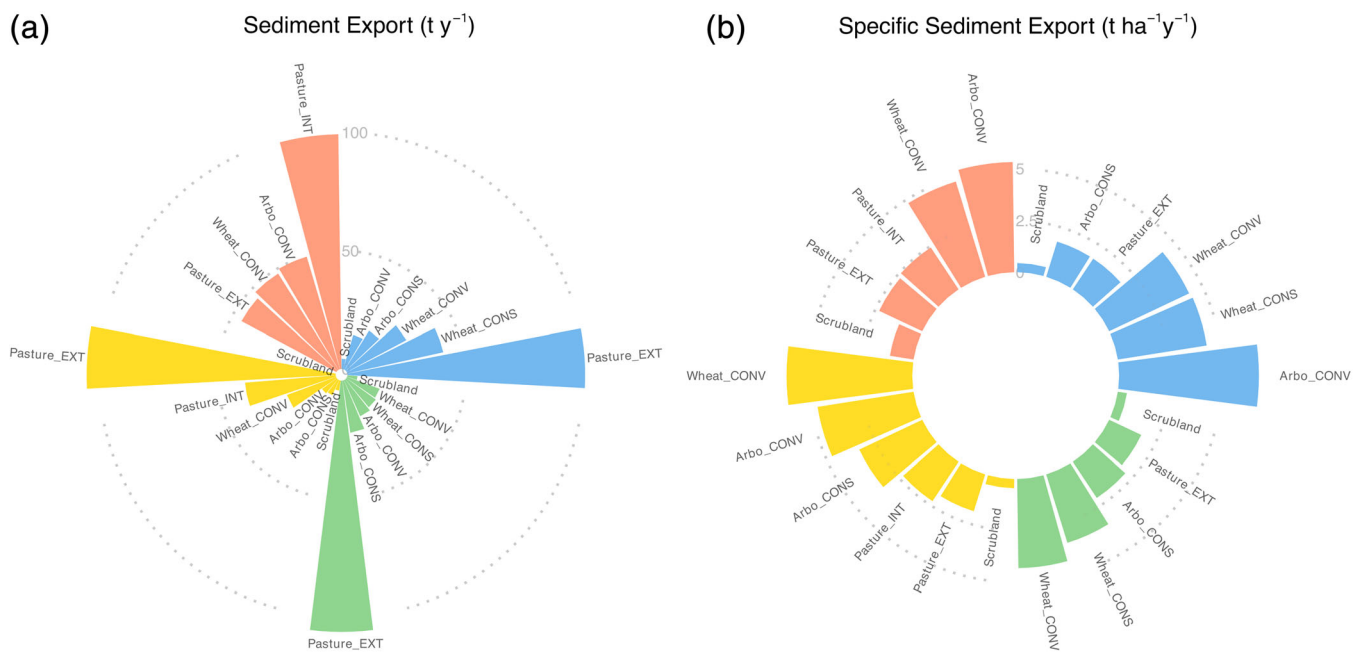 (a)
Sediment Export (t y⁻¹)
Pasture_INT
100
Arbo_CONV
50
Wheat_CONV
Pasture_EXT
Scrubland
0
Scrubland
Arbo_CONV
Arbo_CONS
Wheat_CONV
Wheat_CONS
Pasture_EXT
Pasture_EXT
Pasture_INT
Wheat_CONV
Arbo_CONV
Arbo_CONS
Scrubland
Scrubland
Wheat_CONV
Wheat_CONS
Arbo_CONV
Arbo_CONS
Pasture_EXT
(b)
Specific Sediment Export (t ha⁻¹y⁻¹)
Arbo_CONV
Wheat_CONV
Pasture_INT
Pasture_EXT
Scrubland
5
2.5
0
Scrubland
Arbo_CONS
Pasture_EXT
Wheat_CONV
Wheat_CONS
Arbo_CONV
Wheat_CONV
Arbo_CONV
Arbo_CONS
Pasture_INT
Pasture_EXT
Scrubland
Scrubland
Pasture_EXT
Arbo_CONS
Wheat_CONS
Wheat_CONV